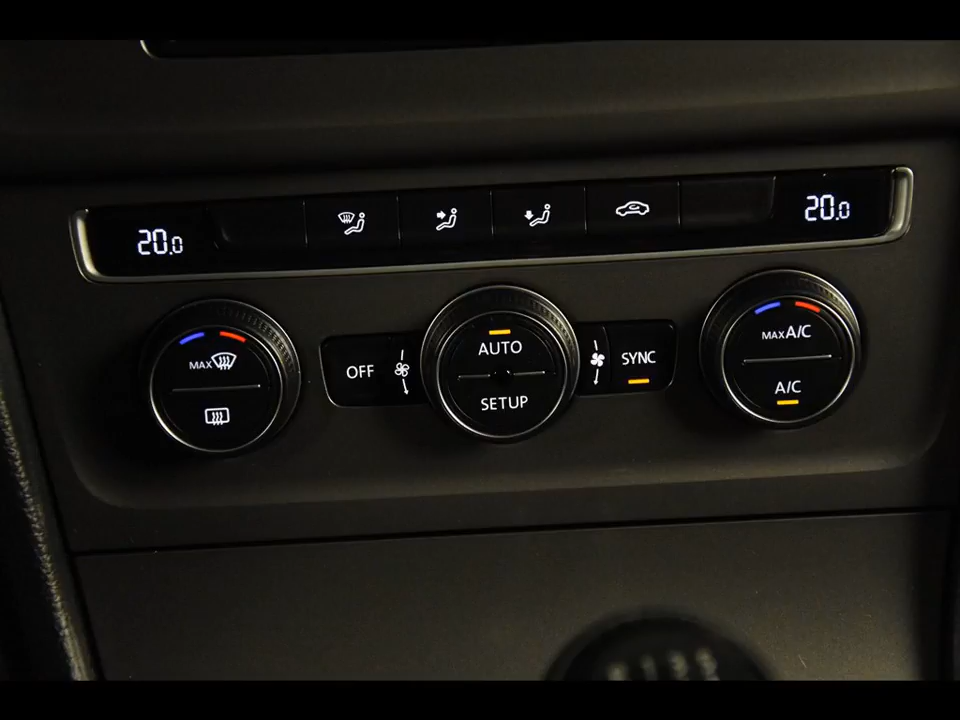 20.0
20.0
MAX
OFF
AUTO
SETUP
SYNC
MAX A/C
A/C